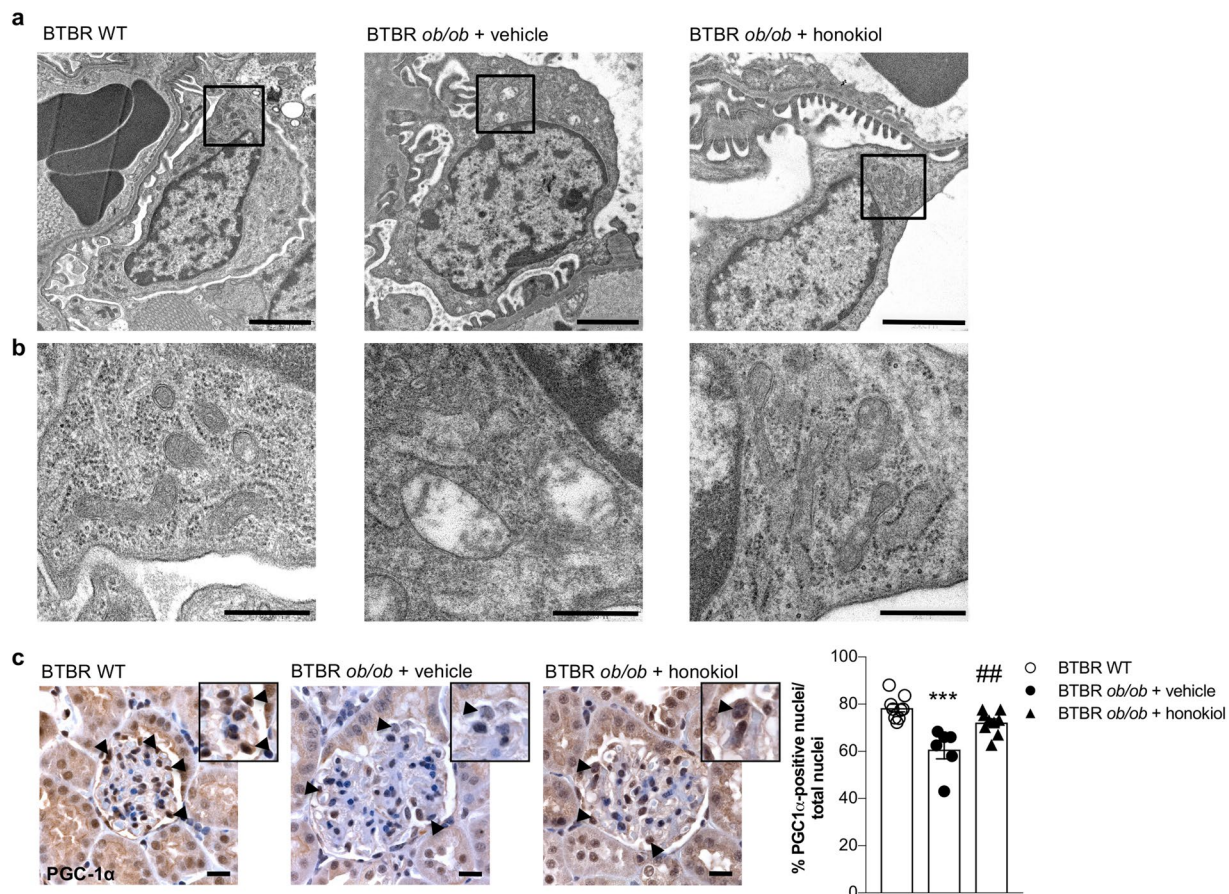 a
BTBR WT
BTBR ob/ob + vehicle
BTBR ob/ob + honokiol
b
c
BTBR WT
BTBR ob/ob + vehicle
BTBR ob/ob + honokiol
PGC-1α
% PGC1α-positive nuclei/
total nuclei
100
80
60
40
20
0
***
##
BTBR WT
BTBR ob/ob + vehicle
BTBR ob/ob + honokiol